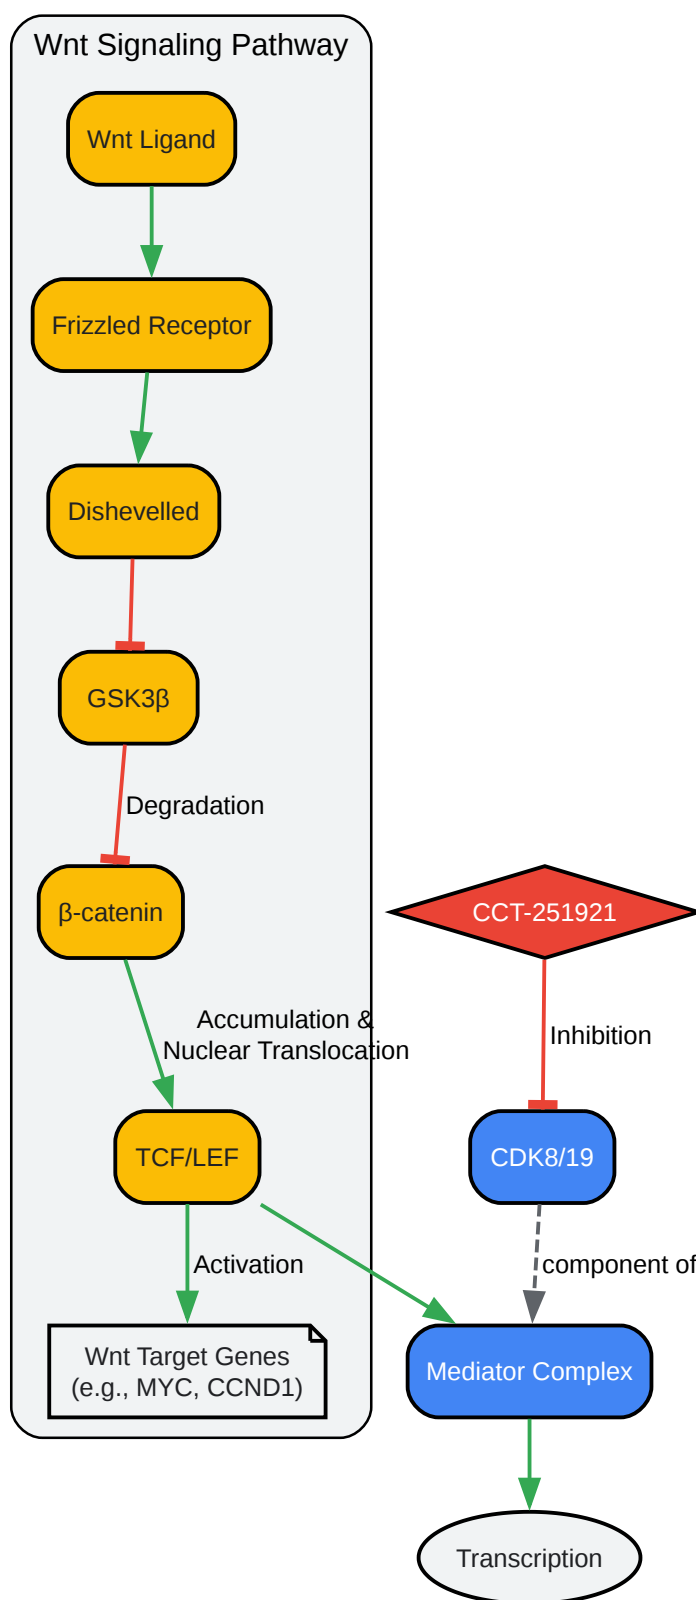 Wnt Signaling Pathway
Wnt Ligand
Frizzled Receptor
Dishevelled
GSK3β
Degradation
β-catenin
CCT-251921
Accumulation &
Nuclear Translocation
Inhibition
TCF/LEF
CDK8/19
Activation
component of
Wnt Target Genes
(e.g., MYC, CCND1)
Mediator Complex
Transcription